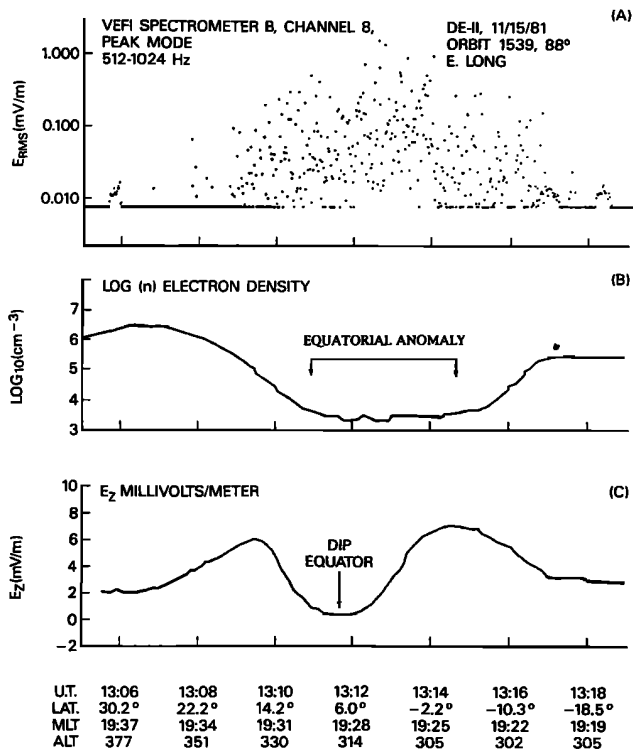 VEFI SPECTROMETER B, CHANNEL 8,
PEAK MODE
512-1024 Hz
DE-II, 11/15/81
ORBIT 1539, 88°
E. LONG
(A)
1.000
0.100
0.010
E_RMS(mV/m)
LOG (n) ELECTRON DENSITY
(B)
EQUATORIAL ANOMALY
7
6
5
4
3
LOG₁₀(cm⁻³)
E_Z MILLIVOLTS/METER
(C)
DIP
EQUATOR
10
8
6
4
2
0
−2
E_Z(mV/m)
U.T. 13:06 13:08 13:10 13:12 13:14 13:16 13:18
LAT. 30.2° 22.2° 14.2° 6.0° −2.2° −10.3° −18.5°
MLT 19:37 19:34 19:31 19:28 19:25 19:22 19:19
ALT 377 351 330 314 305 302 305